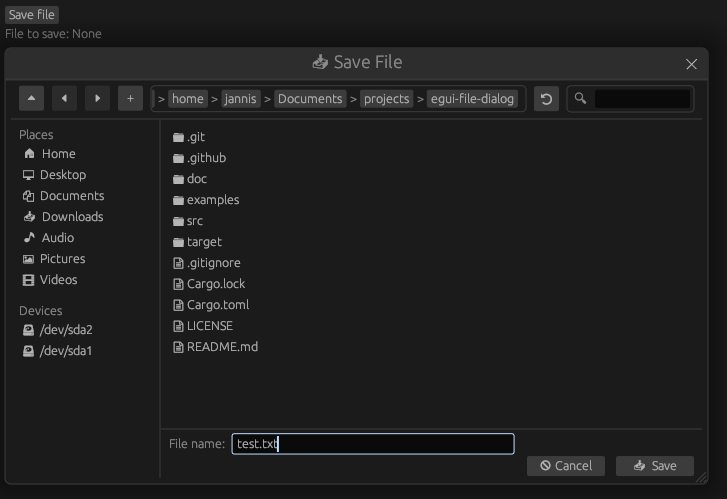 Save file
File to save: None
Save File
> home > jannis > Documents > projects > egui-file-dialog
Places
Home
Desktop
Documents
Downloads
Audio
Pictures
Videos
Devices
/dev/sda2
/dev/sda1
.git
.github
doc
examples
src
target
.gitignore
Cargo.lock
Cargo.toml
LICENSE
README.md
File name: test.txt
Cancel
Save